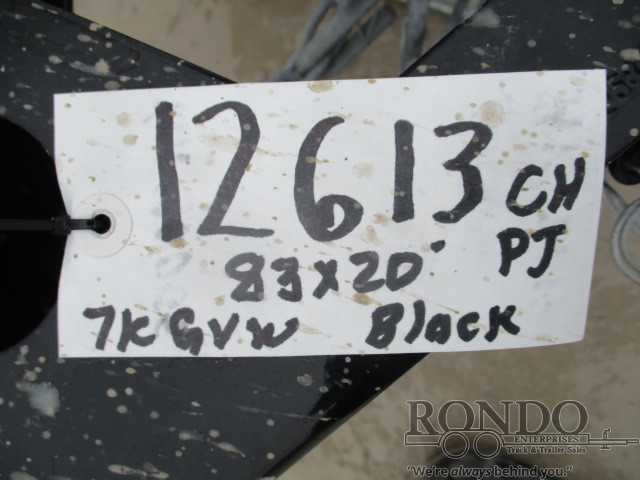 12613 CH
PJ
83x20'
7K GVW Black
RONDO
ENTERPRISES
Truck & Trailer Sales
"We're always behind you."